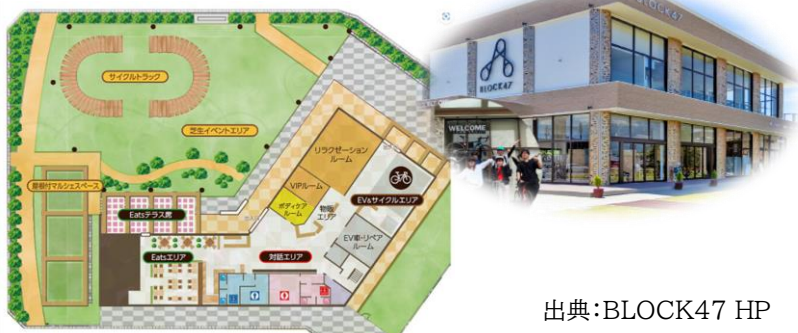 サイクルトラック
芝生イベントエリア
屋根付マルシェスペース
リラクゼーション
ルーム
VIPルーム
ボディケア
ルーム
物販
エリア
EV&サイクルエリア
EV車・リペア
ルーム
Eatsテラス席
Eatsエリア
対話エリア
BLOCK47
BLOCK47
WELCOME
出典:BLOCK47 HP